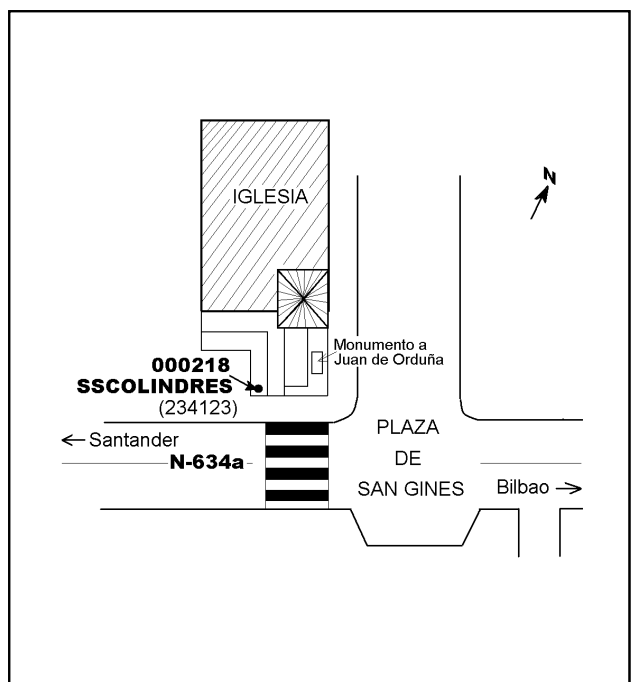 IGLESIA
N
Monumento a
Juan de Orduña
000218
SSCOLINDRES
(234123)
Santander
N-634a
PLAZA
DE
SAN GINES
Bilbao